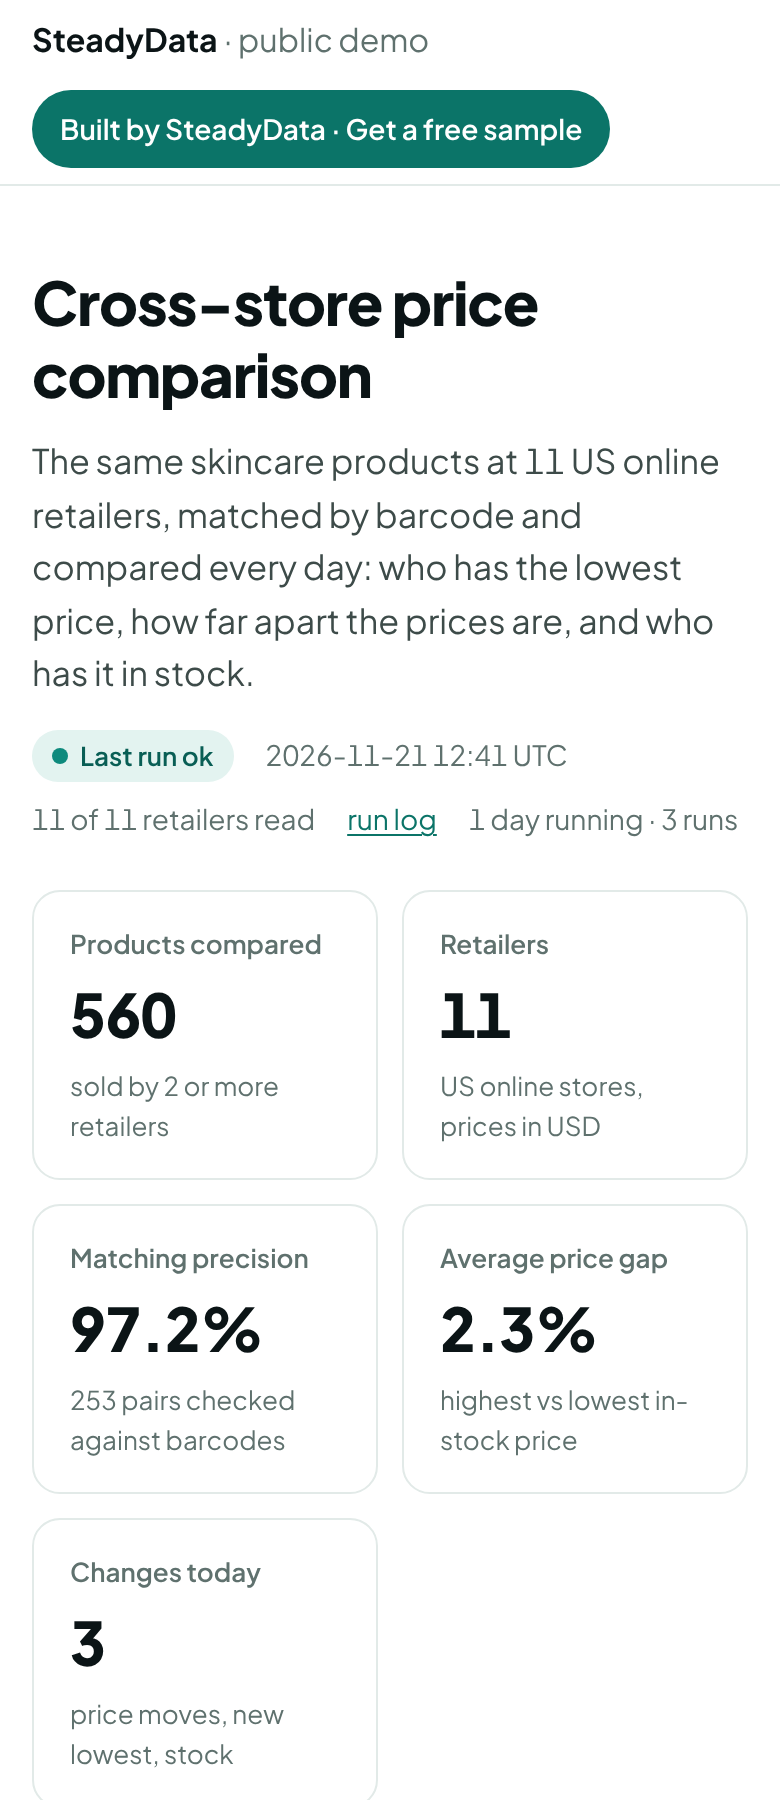 SteadyData · public demo
Built by SteadyData · Get a free sample
Cross-store price
comparison
The same skincare products at 11 US online
retailers, matched by barcode and
compared every day: who has the lowest
price, how far apart the prices are, and who
has it in stock.
Last run ok 2026-11-21 12:41 UTC
11 of 11 retailers read run log 1 day running · 3 runs
Products compared
560
sold by 2 or more
retailers
Retailers
11
US online stores,
prices in USD
Matching precision
97.2%
253 pairs checked
against barcodes
Average price gap
2.3%
highest vs lowest in-
stock price
Changes today
3
price moves, new
lowest, stock